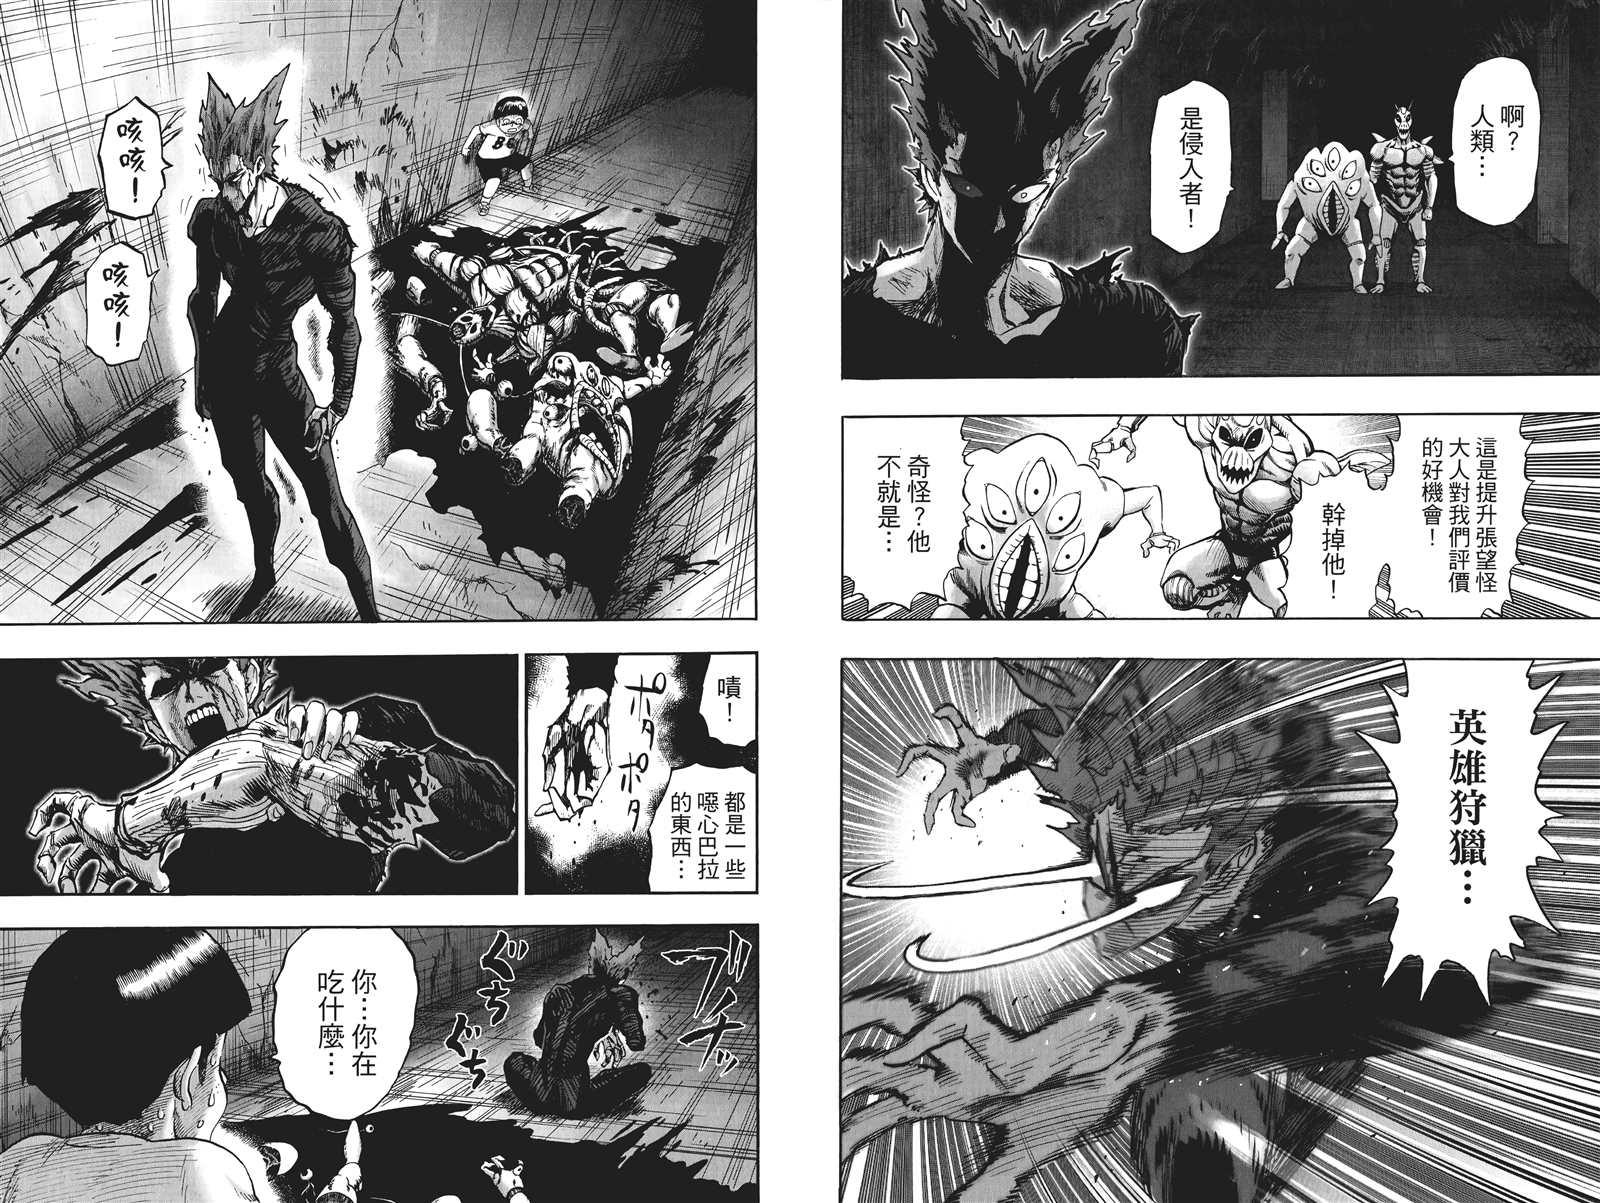 啊？
人類…
是侵入者！
這是提升張望怪
大人對我們評價
的好機會！
幹掉他！
奇怪？他
不就是…
英雄狩獵…
咳咳！
咳咳！
86
嘖！
ポタ
ポタ
都是一些
噁心巴拉
的東西…
ブチッ
ぐち
ぐち
你…你在
吃什麼…